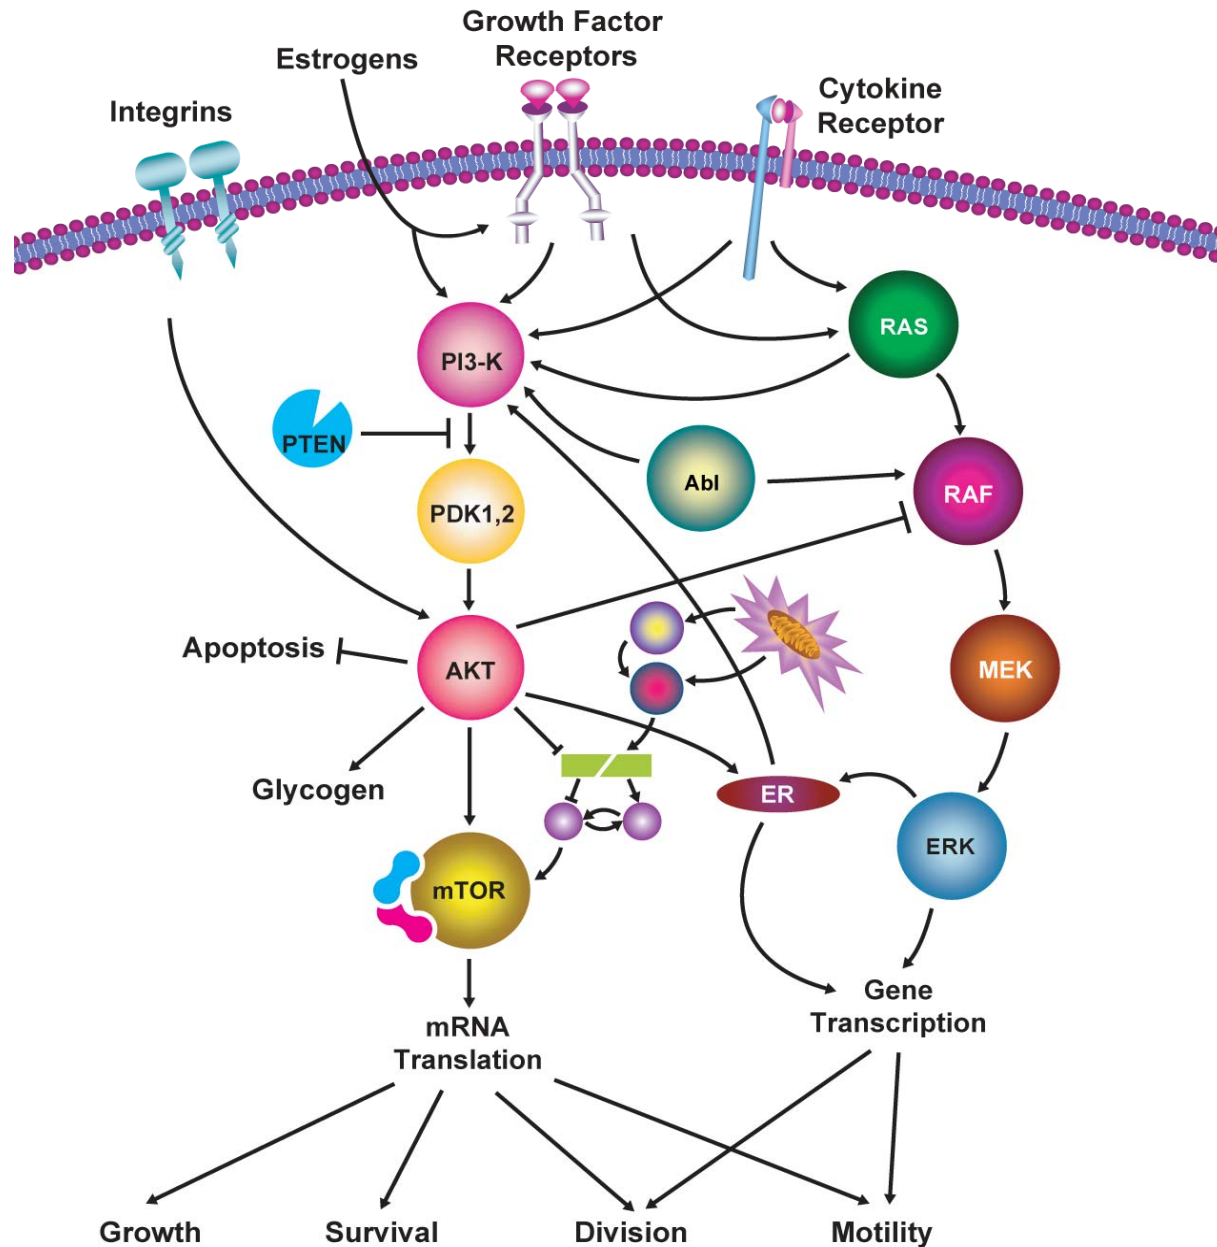 Growth Factor
Receptors
Estrogens
Integrins
Cytokine
Receptor
RAS
PI3-K
PTEN
Abl
RAF
PDK1,2
Apoptosis
AKT
MEK
Glycogen
ER
ERK
mTOR
Gene
Transcription
mRNA
Translation
Growth
Survival
Division
Motility